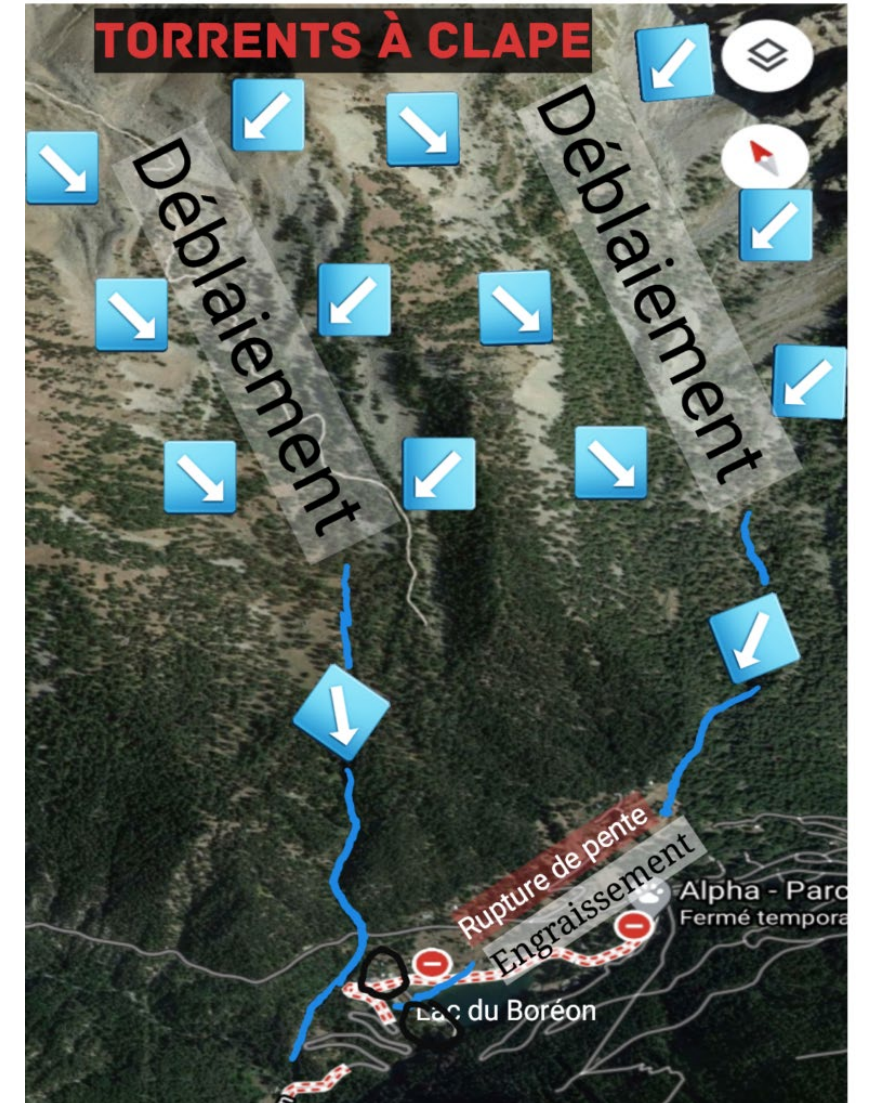 TORRENTS À CLAPE
Déblaiement
Déblaiement
Rupture de pente
Engraissement
Alpha - Parc
Fermé tempora
Lac du Boréon